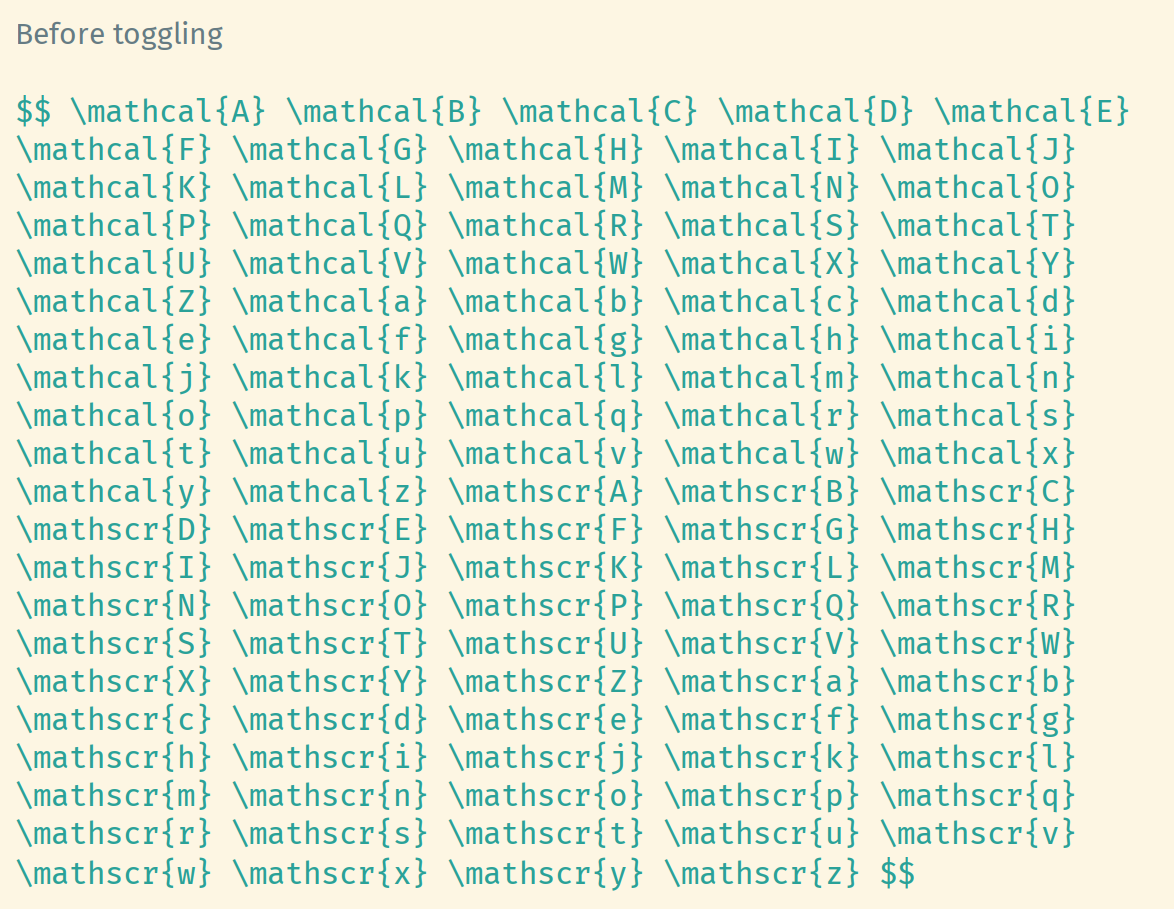 Before toggling
$$ \mathcal{A} \mathcal{B} \mathcal{C} \mathcal{D} \mathcal{E}
\mathcal{F} \mathcal{G} \mathcal{H} \mathcal{I} \mathcal{J}
\mathcal{K} \mathcal{L} \mathcal{M} \mathcal{N} \mathcal{O}
\mathcal{P} \mathcal{Q} \mathcal{R} \mathcal{S} \mathcal{T}
\mathcal{U} \mathcal{V} \mathcal{W} \mathcal{X} \mathcal{Y}
\mathcal{Z} \mathcal{a} \mathcal{b} \mathcal{c} \mathcal{d}
\mathcal{e} \mathcal{f} \mathcal{g} \mathcal{h} \mathcal{i}
\mathcal{j} \mathcal{k} \mathcal{l} \mathcal{m} \mathcal{n}
\mathcal{o} \mathcal{p} \mathcal{q} \mathcal{r} \mathcal{s}
\mathcal{t} \mathcal{u} \mathcal{v} \mathcal{w} \mathcal{x}
\mathcal{y} \mathcal{z} \mathscr{A} \mathscr{B} \mathscr{C}
\mathscr{D} \mathscr{E} \mathscr{F} \mathscr{G} \mathscr{H}
\mathscr{I} \mathscr{J} \mathscr{K} \mathscr{L} \mathscr{M}
\mathscr{N} \mathscr{O} \mathscr{P} \mathscr{Q} \mathscr{R}
\mathscr{S} \mathscr{T} \mathscr{U} \mathscr{V} \mathscr{W}
\mathscr{X} \mathscr{Y} \mathscr{Z} \mathscr{a} \mathscr{b}
\mathscr{c} \mathscr{d} \mathscr{e} \mathscr{f} \mathscr{g}
\mathscr{h} \mathscr{i} \mathscr{j} \mathscr{k} \mathscr{l}
\mathscr{m} \mathscr{n} \mathscr{o} \mathscr{p} \mathscr{q}
\mathscr{r} \mathscr{s} \mathscr{t} \mathscr{u} \mathscr{v}
\mathscr{w} \mathscr{x} \mathscr{y} \mathscr{z} $$